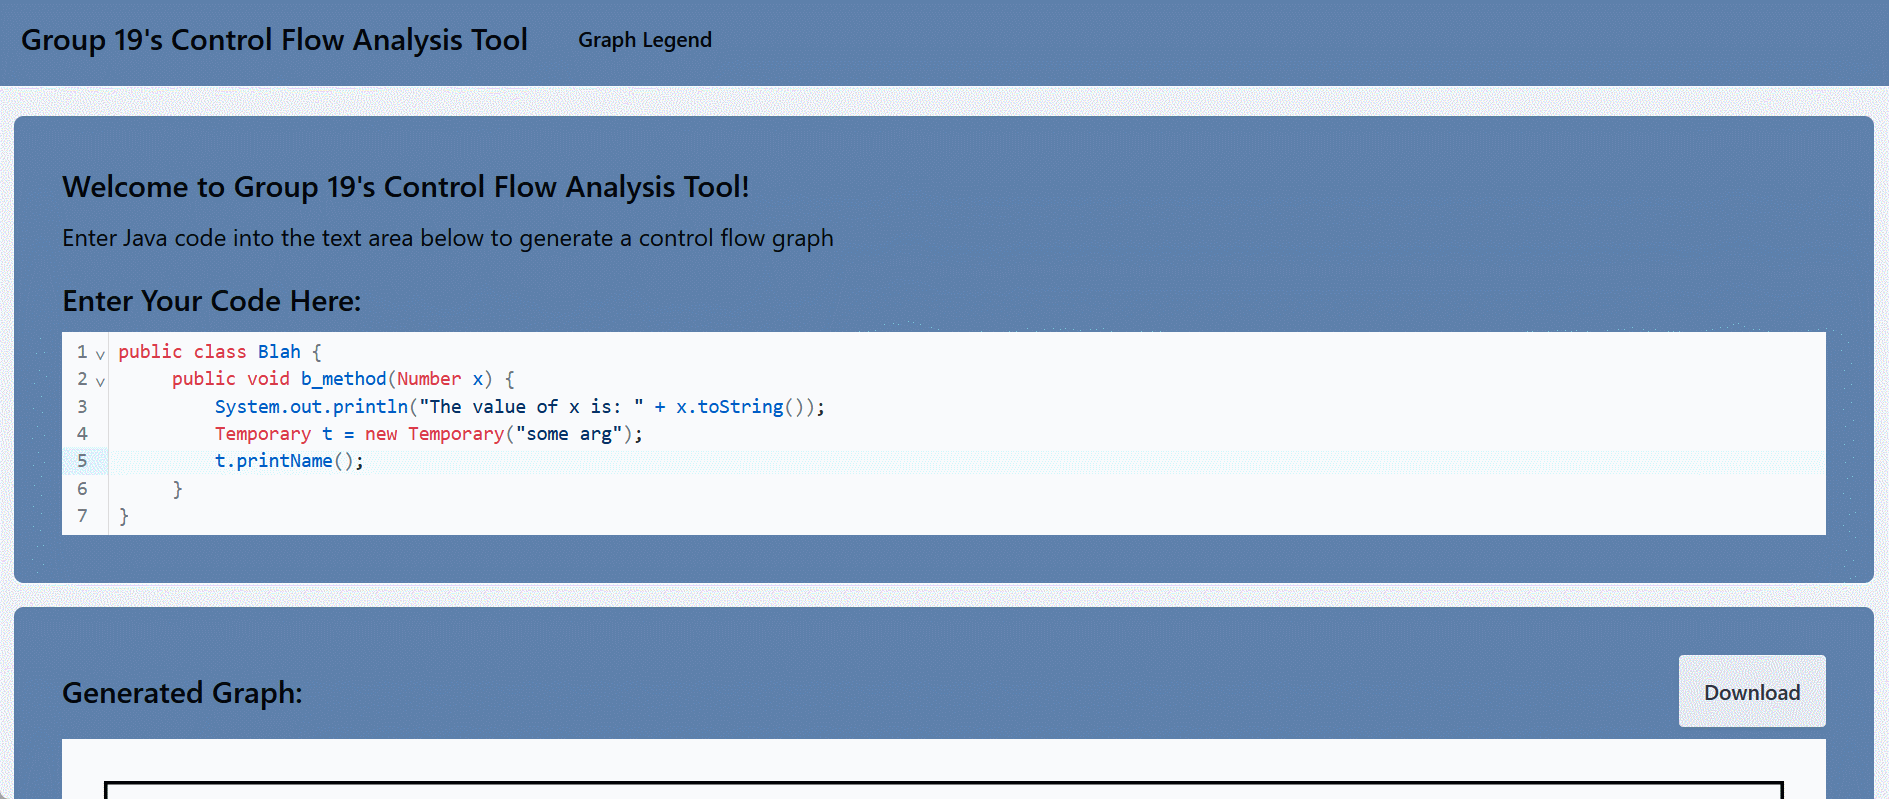 Group 19's Control Flow Analysis Tool Graph Legend
Welcome to Group 19's Control Flow Analysis Tool!
Enter Java code into the text area below to generate a control flow graph
Enter Your Code Here:
1 public class Blah {
2 public void b_method(Number x) {
3 System.out.println("The value of x is: " + x.toString());
4 Temporary t = new Temporary("some arg");
5 t.printName();
6 }
7 }
Generated Graph:
Download